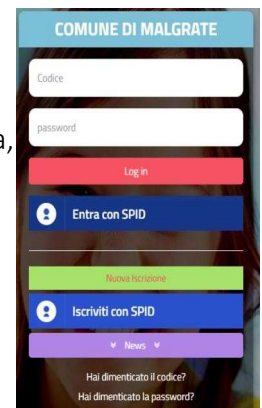 COMUNE DI MALGRATE
Codice
a,
password
Log in
Entra con SPID
Nuova Iscrizione
Iscriviti con SPID
News
Hai dimenticato il codice?
Hai dimenticato la password?